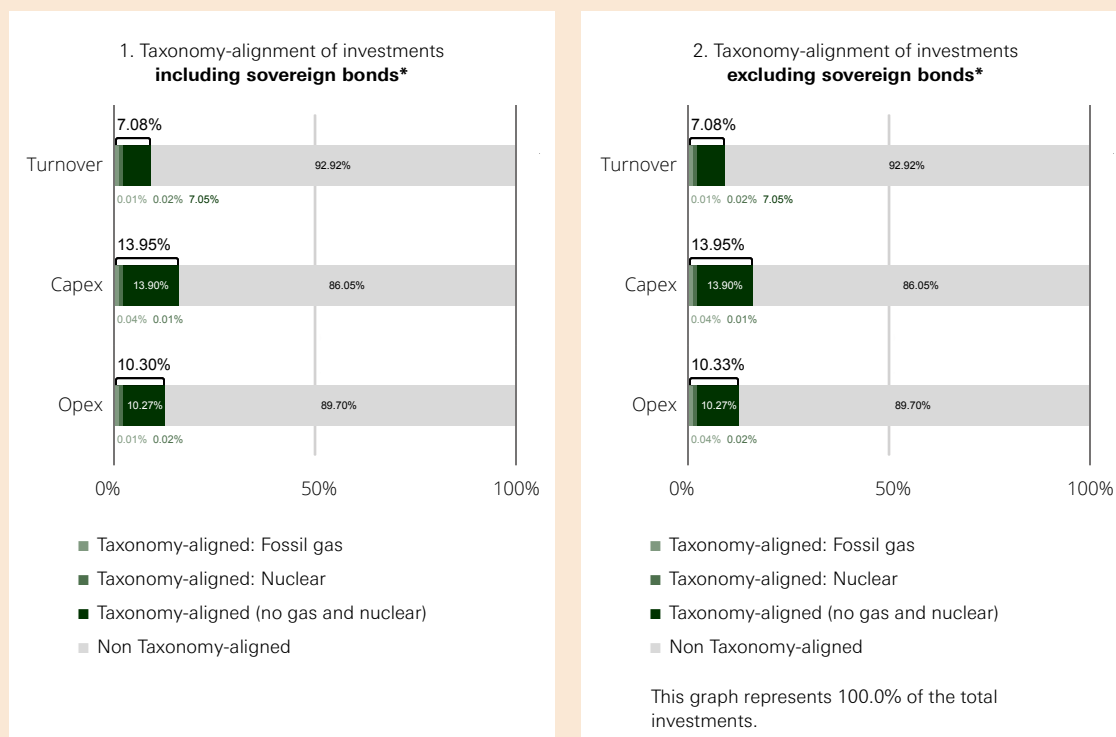 1. Taxonomy-alignment of investments
including sovereign bonds*
7.08%
Turnover
92.92%
0.01% 0.02% 7.05%
13.95%
Capex
13.90%
86.05%
0.04% 0.01%
10.30%
Opex
10.27%
89.70%
0.01% 0.02%
0%
50%
100%
Taxonomy-aligned: Fossil gas
Taxonomy-aligned: Nuclear
Taxonomy-aligned (no gas and nuclear)
Non Taxonomy-aligned
2. Taxonomy-alignment of investments
excluding sovereign bonds*
7.08%
Turnover
92.92%
0.01% 0.02% 7.05%
13.95%
Capex
13.90%
86.05%
0.04% 0.01%
10.33%
Opex
10.27%
89.70%
0.04% 0.02%
0%
50%
100%
Taxonomy-aligned: Fossil gas
Taxonomy-aligned: Nuclear
Taxonomy-aligned (no gas and nuclear)
Non Taxonomy-aligned
This graph represents 100.0% of the total
investments.